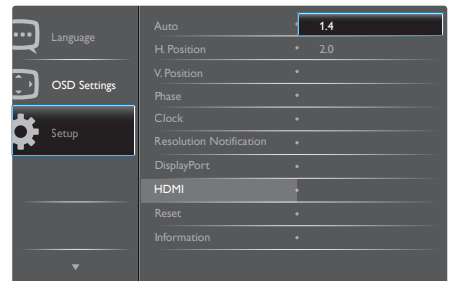 Language
OSD Settings
Setup
Auto
H. Position
V. Position
Phase
Clock
Resolution Notification
DisplayPort
HDMI
Reset
Information
1.4
2.0